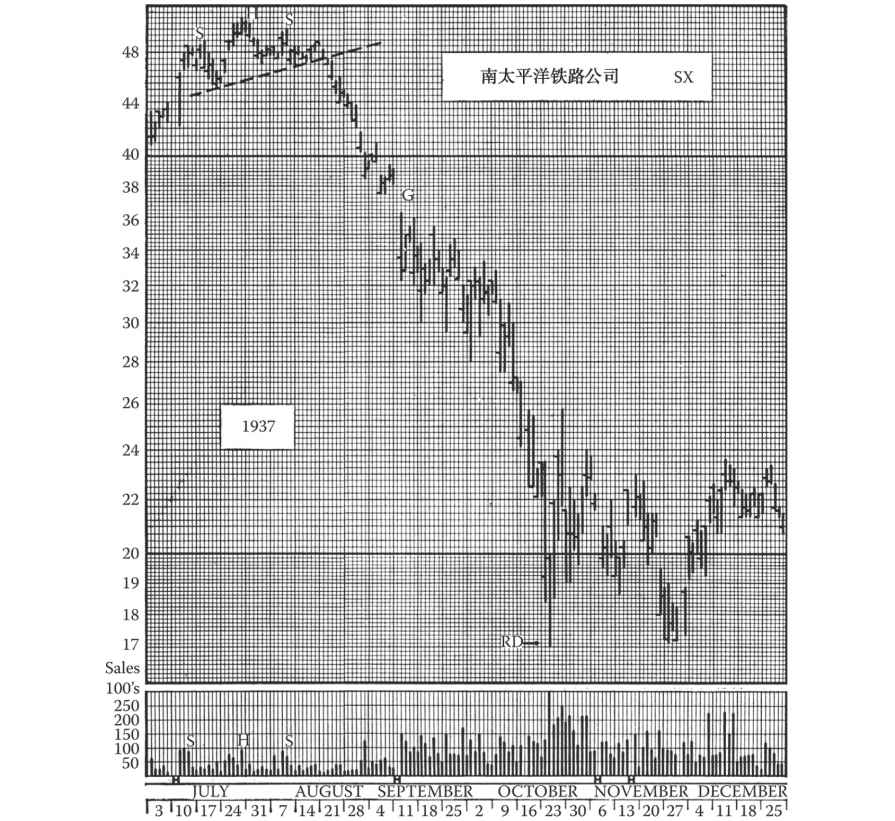 H
S S
48
南太平洋铁路公司 SX
44
40
38
G
36
34
32
30
28
26
1937
24
22
20
19
18
RD
17
Sales
100's
250
200
150
S H S
100
50
H H H H
JULY AUGUST SEPTEMBER OCTOBER NOVEMBER DECEMBER
3 10 17 24 31 7 14 21 28 4 11 18 25 2 9 16 23 30 6 13 20 27 4 11 18 25